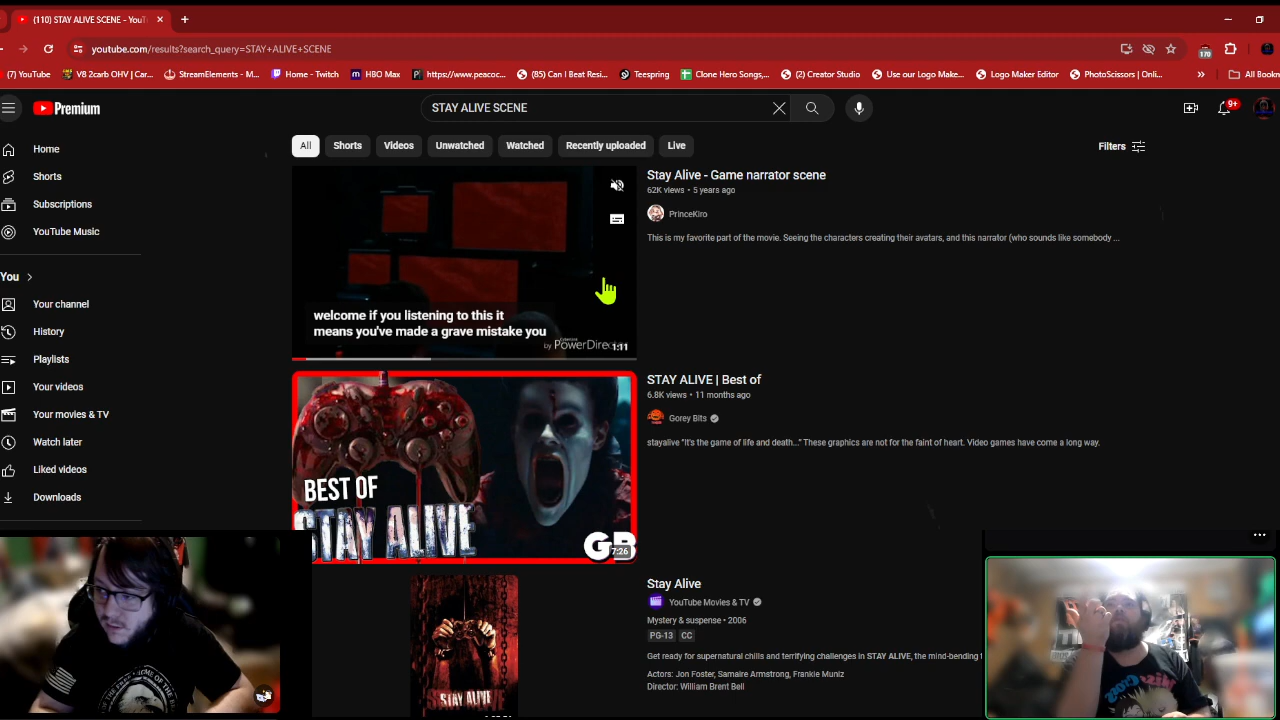 (110) STAY ALIVE SCENE - YouT
youtube.com/results?search_query=STAY+ALIVE+SCENE
170
(7) YouTube
V8 2carb OHV | Car...
StreamElements - M...
Home - Twitch
HBO Max
https://www.peacoc...
(85) Can I Beat Resi...
Teespring
Clone Hero Songs,...
(2) Creator Studio
Use our Logo Make...
Logo Maker Editor
PhotoScissors | Onli...
»
All Bookn
Premium
STAY ALIVE SCENE
9+
All
Shorts
Videos
Unwatched
Watched
Recently uploaded
Live
Filters
Home
Shorts
Subscriptions
YouTube Music
You
Your channel
History
Playlists
Your videos
Your movies & TV
Watch later
Liked videos
Downloads
welcome if you listening to this it
means you've made a grave mistake you
by PowerDire
1:11
Stay Alive - Game narrator scene
62K views • 5 years ago
PrinceKiro
This is my favorite part of the movie. Seeing the characters creating their avatars, and this narrator (who sounds like somebody ...
BEST OF
STAY ALIVE
GB
7:26
STAY ALIVE | Best of
6.8K views • 11 months ago
Gorey Bits
stayalive "It's the game of life and death..." These graphics are not for the faint of heart. Video games have come a long way.
STAY ALIVE
Stay Alive
YouTube Movies & TV
Mystery & suspense • 2006
PG-13 CC
Get ready for supernatural chills and terrifying challenges in STAY ALIVE, the mind-bending
Actors: Jon Foster, Samaire Armstrong, Frankie Muniz
Director: William Brent Bell